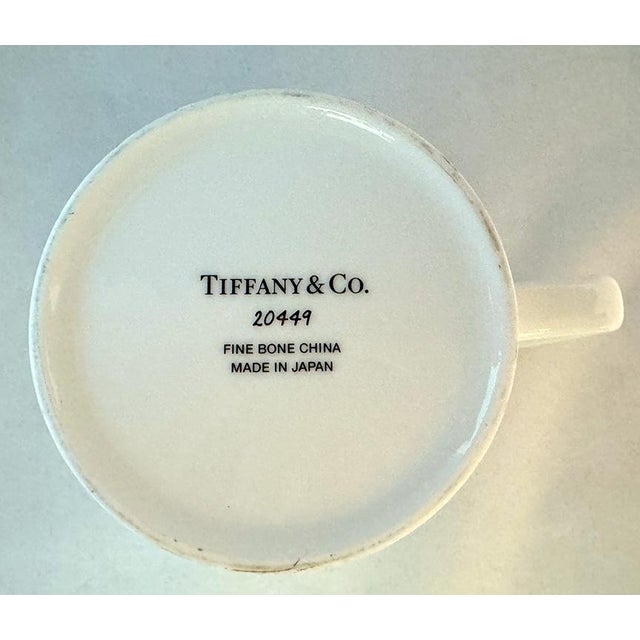 TIFFANY & CO.
20449
FINE BONE CHINA
MADE IN JAPAN